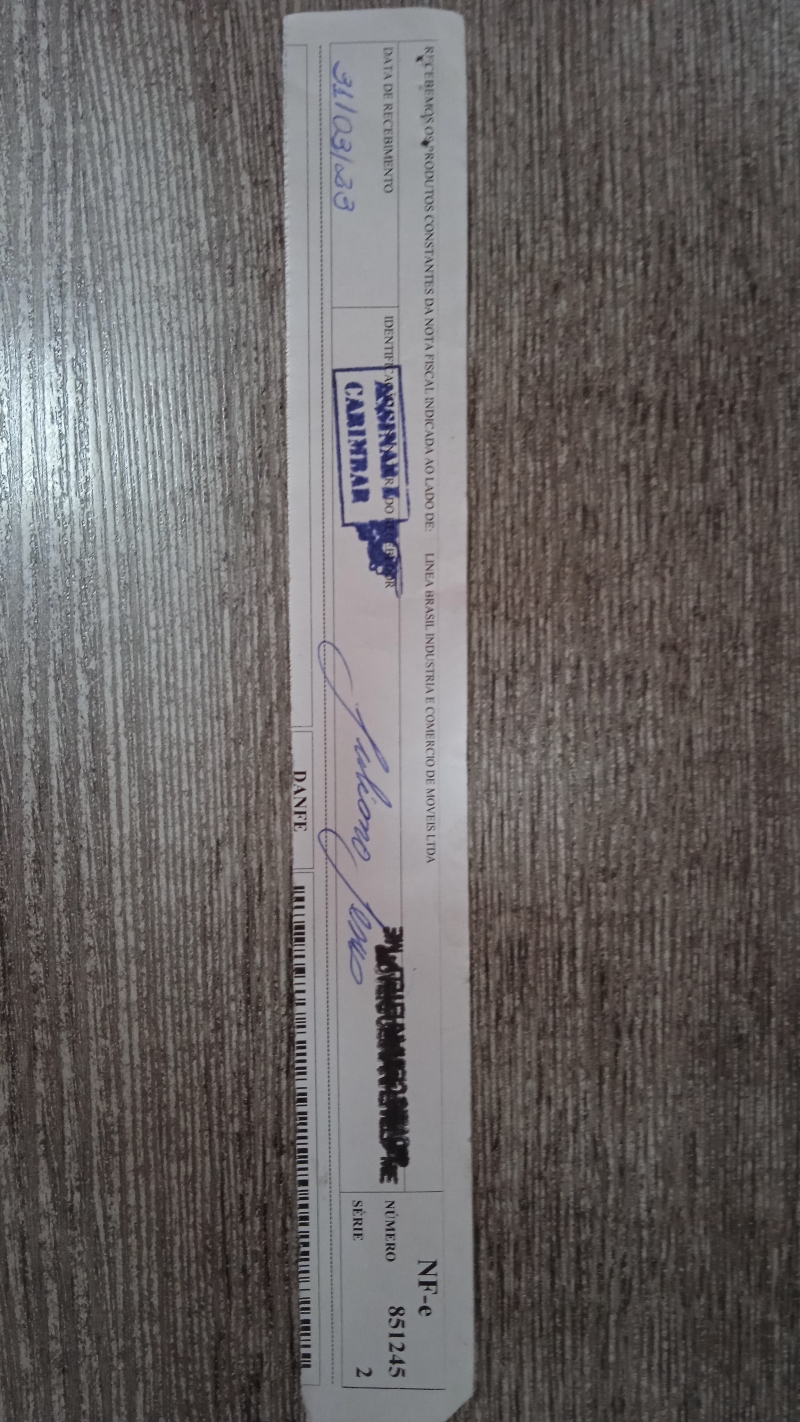 RECEBEMOS OS PRODUTOS CONSTANTES DA NOTA FISCAL INDICADA AO LADO DE: LINEA BRASIL INDUSTRIA E COMERCIO DE MOVEIS LTDA
DATA DE RECEBIMENTO
31/03/23
ASSINAR E
CARIMBAR
NF-e
NÚMERO 851245
SÉRIE 2
DANFE